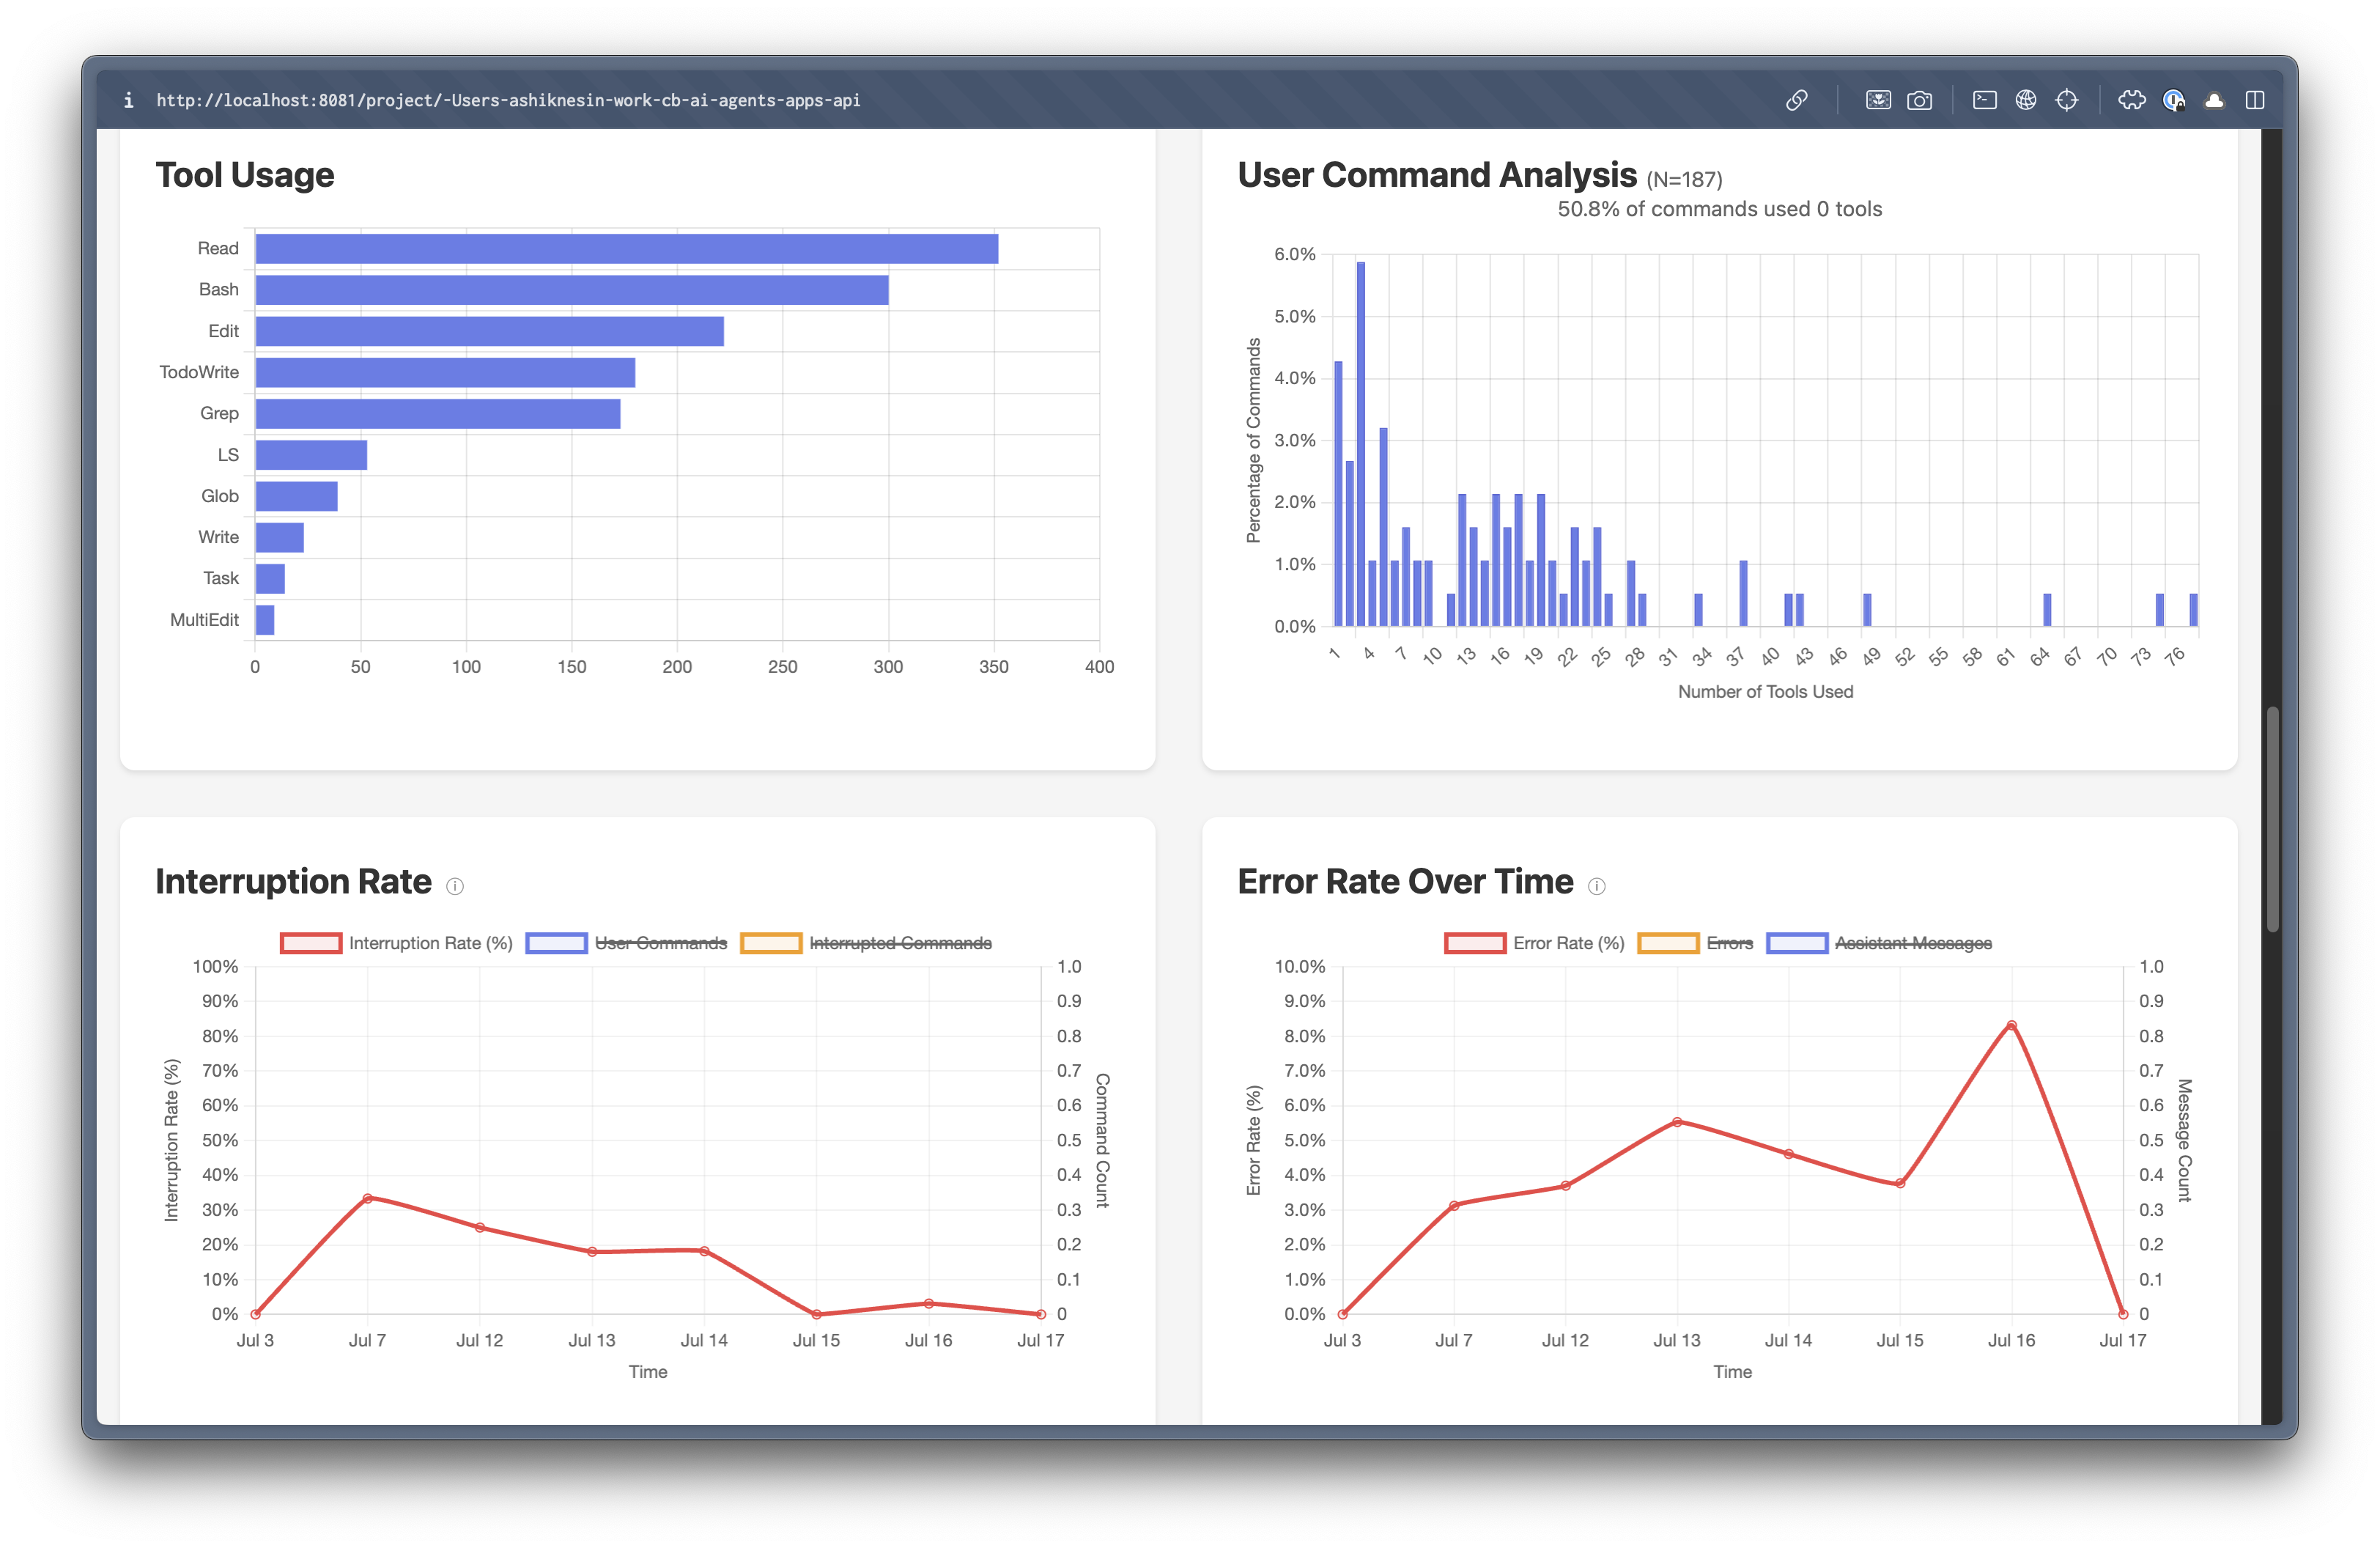 i http://localhost:8081/project/-Users-ashiknesin-work-cb-ai-agents-apps-api
Tool Usage
Read
Bash
Edit
TodoWrite
Grep
LS
Glob
Write
Task
MultiEdit
0 50 100 150 200 250 300 350 400
User Command Analysis (N=187)
50.8% of commands used 0 tools
Percentage of Commands
6.0%
5.0%
4.0%
3.0%
2.0%
1.0%
0.0%
1 4 7 10 13 16 19 22 25 28 31 34 37 40 43 46 49 52 55 58 61 64 67 70 73 76
Number of Tools Used
Interruption Rate ⓘ
Interruption Rate (%) User Commands Interrupted Commands
Interruption Rate (%)
100%
90%
80%
70%
60%
50%
40%
30%
20%
10%
0%
1.0
0.9
0.8
0.7
0.6
0.5
0.4
0.3
0.2
0.1
0
Command Count
Jul 3 Jul 7 Jul 12 Jul 13 Jul 14 Jul 15 Jul 16 Jul 17
Time
Error Rate Over Time ⓘ
Error Rate (%) Errors Assistant Messages
Error Rate (%)
10.0%
9.0%
8.0%
7.0%
6.0%
5.0%
4.0%
3.0%
2.0%
1.0%
0.0%
1.0
0.9
0.8
0.7
0.6
0.5
0.4
0.3
0.2
0.1
0
Message Count
Jul 3 Jul 7 Jul 12 Jul 13 Jul 14 Jul 15 Jul 16 Jul 17
Time